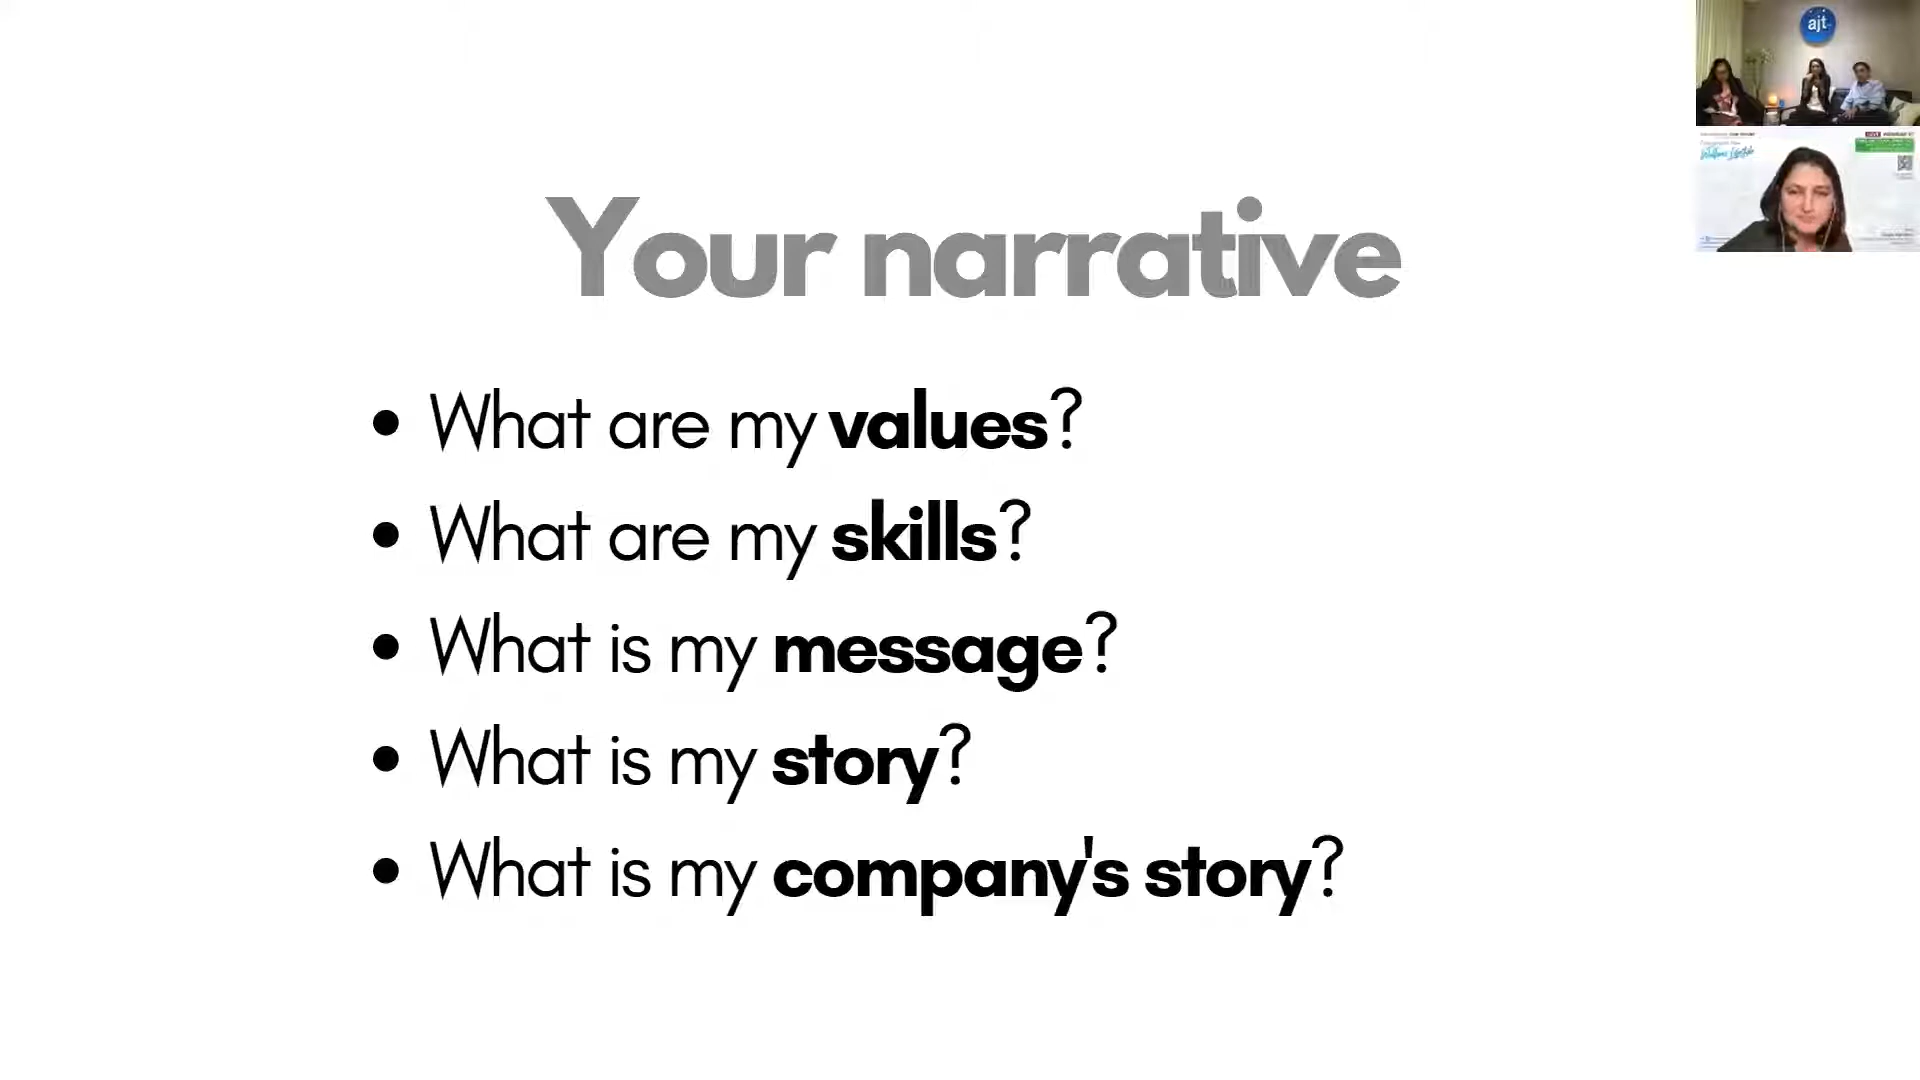 ajt
Your narrative
• What are my values?
• What are my skills?
• What is my message?
• What is my story?
• What is my company's story?